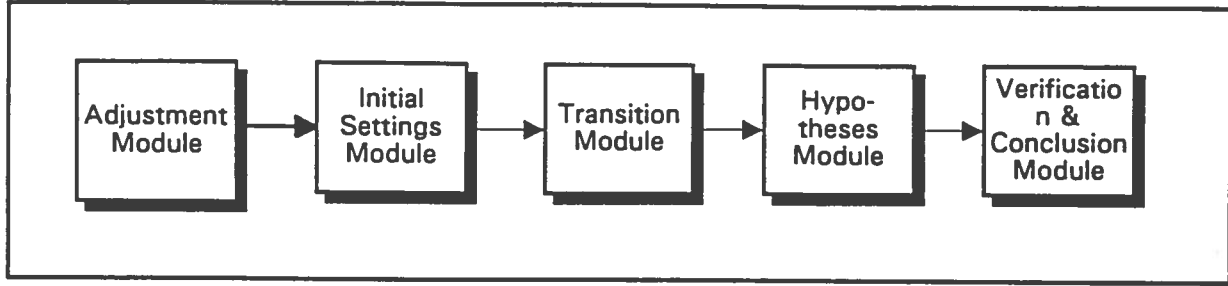 Adjustment
Module
Initial
Settings
Module
Transition
Module
Hypo-
theses
Module
Verificatio
n &
Conclusion
Module